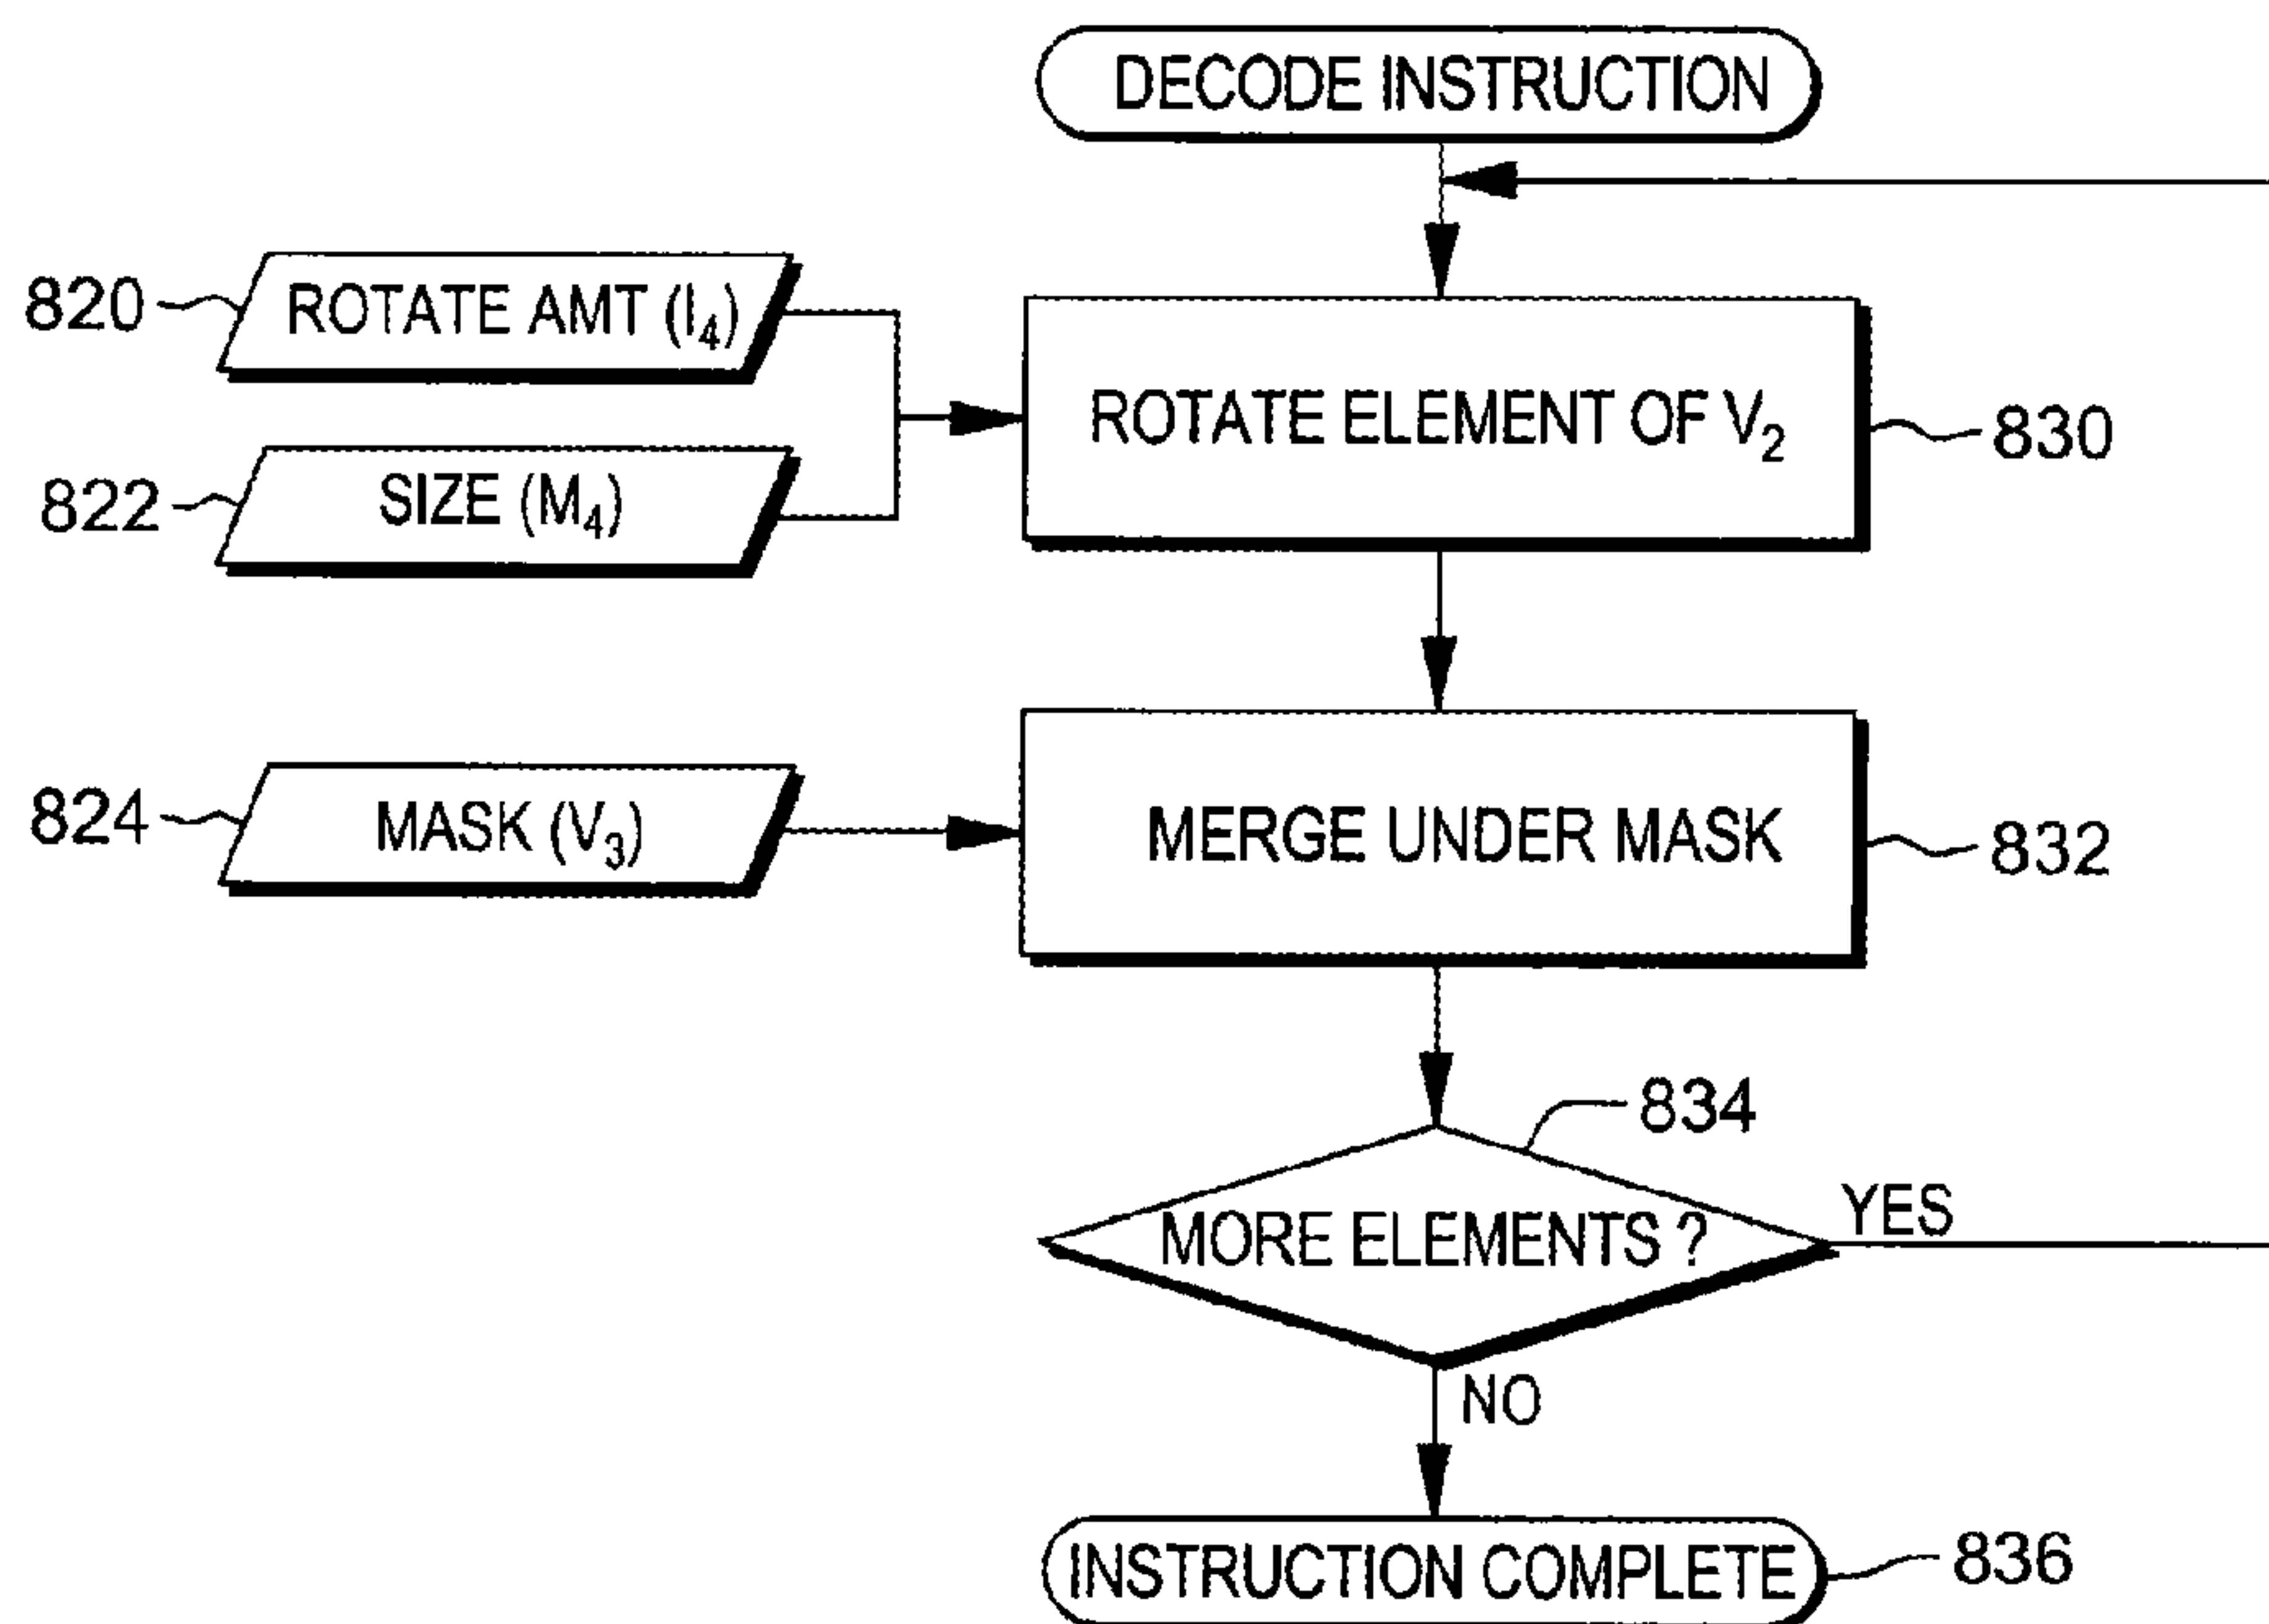 DECODE INSTRUCTION
820
ROTATE AMT (I4)
822
SIZE (M4)
ROTATE ELEMENT OF V2
830
824
MASK (V3)
MERGE UNDER MASK
832
834
MORE ELEMENTS ?
YES
NO
INSTRUCTION COMPLETE
836